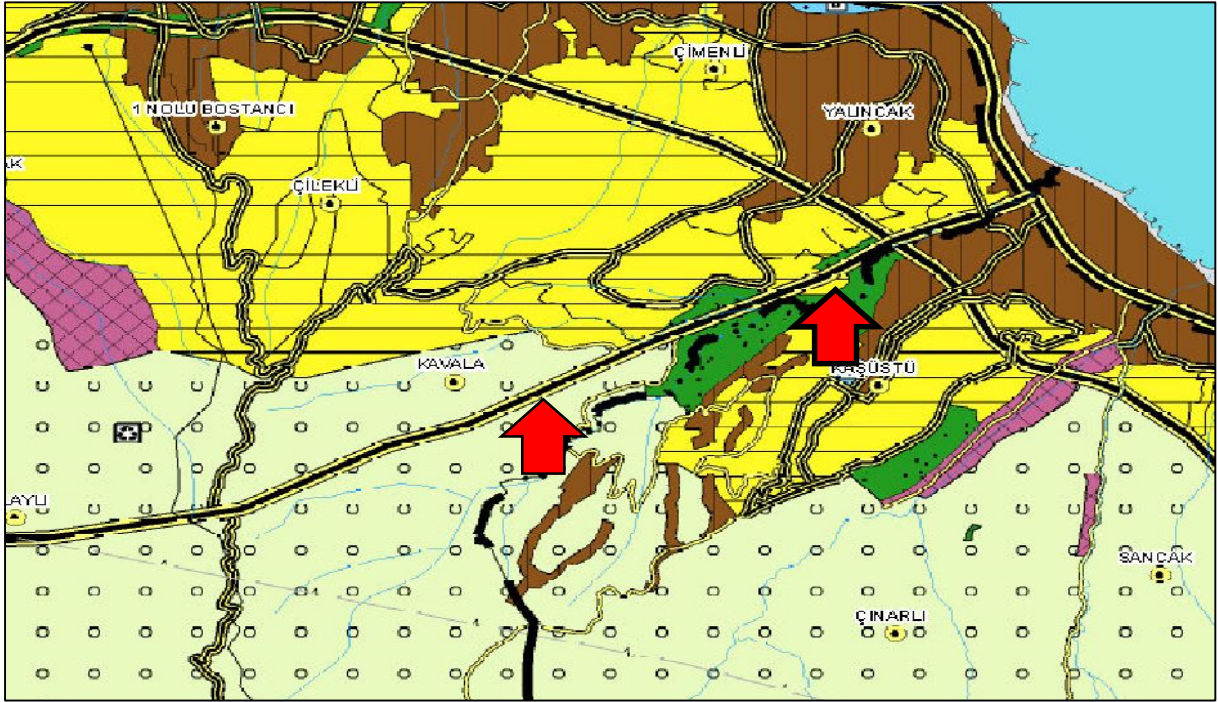 ÇİMENLİ
1 NOLU BOSTANCI
YALINCAK
ÇİLEKLİ
KAVALA
KAŞÜSTÜ
SANCAK
ÇINARLI